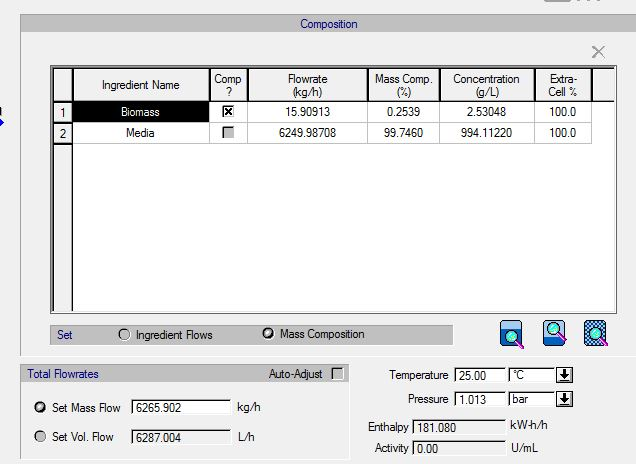 Composition
Ingredient Name Comp ? Flowrate (kg/h) Mass Comp. (%) Concentration (g/L) Extra-Cell %
1 Biomass 15.90913 0.2539 2.53048 100.0
2 Media 6249.98708 99.7460 994.11220 100.0
Set Ingredient Flows Mass Composition
Total Flowrates Auto-Adjust
Set Mass Flow 6265.902 kg/h
Set Vol. Flow 6287.004 L/h
Temperature 25.00 °C
Pressure 1.013 bar
Enthalpy 181.080 kW-h/h
Activity 0.00 U/mL